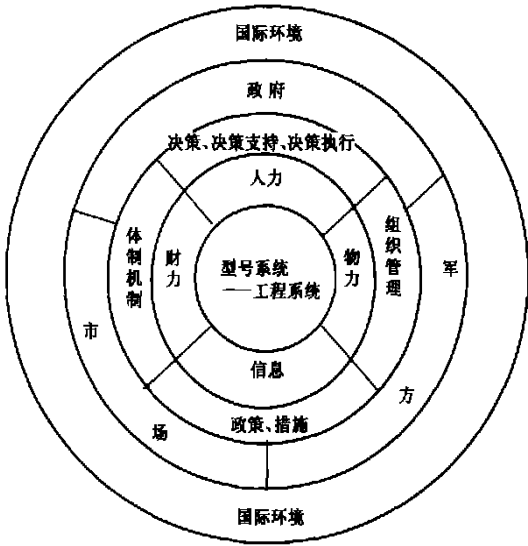 国际环境
政府
决策、决策支持、决策执行
人力
体制机制
财力
型号系统
——工程系统
物力
组织管理
军方
市场
信息
政策、措施
国际环境